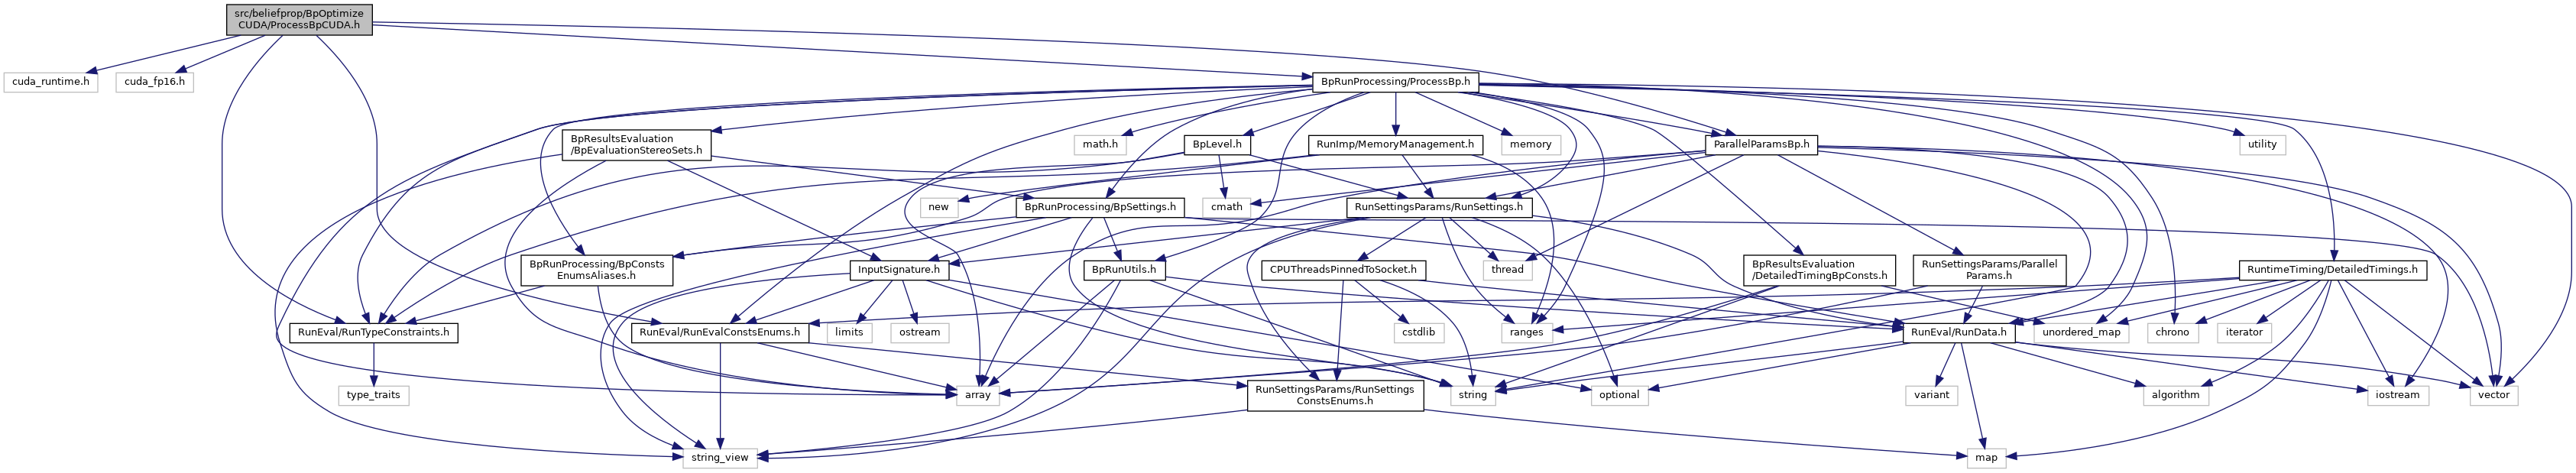 src/beliefprop/BpOptimize
CUDA/ProcessBpCUDA.h
cuda_runtime.h
cuda_fp16.h
BpRunProcessing/ProcessBp.h
BpResultsEvaluation
/BpEvaluationStereoSets.h
math.h
BpLevel.h
RunImp/MemoryManagement.h
memory
ParallelParamsBp.h
utility
new
BpRunProcessing/BpSettings.h
cmath
RunSettingsParams/RunSettings.h
BpRunProcessing/BpConsts
EnumsAliases.h
InputSignature.h
BpRunUtils.h
CPUThreadsPinnedToSocket.h
thread
BpResultsEvaluation
/DetailedTimingBpConsts.h
RunSettingsParams/Parallel
Params.h
RuntimeTiming/DetailedTimings.h
RunEval/RunTypeConstraints.h
RunEval/RunEvalConstsEnums.h
limits
ostream
cstdlib
ranges
RunEval/RunData.h
unordered_map
chrono
iterator
type_traits
array
RunSettingsParams/RunSettings
ConstsEnums.h
string
optional
variant
algorithm
iostream
vector
string_view
map